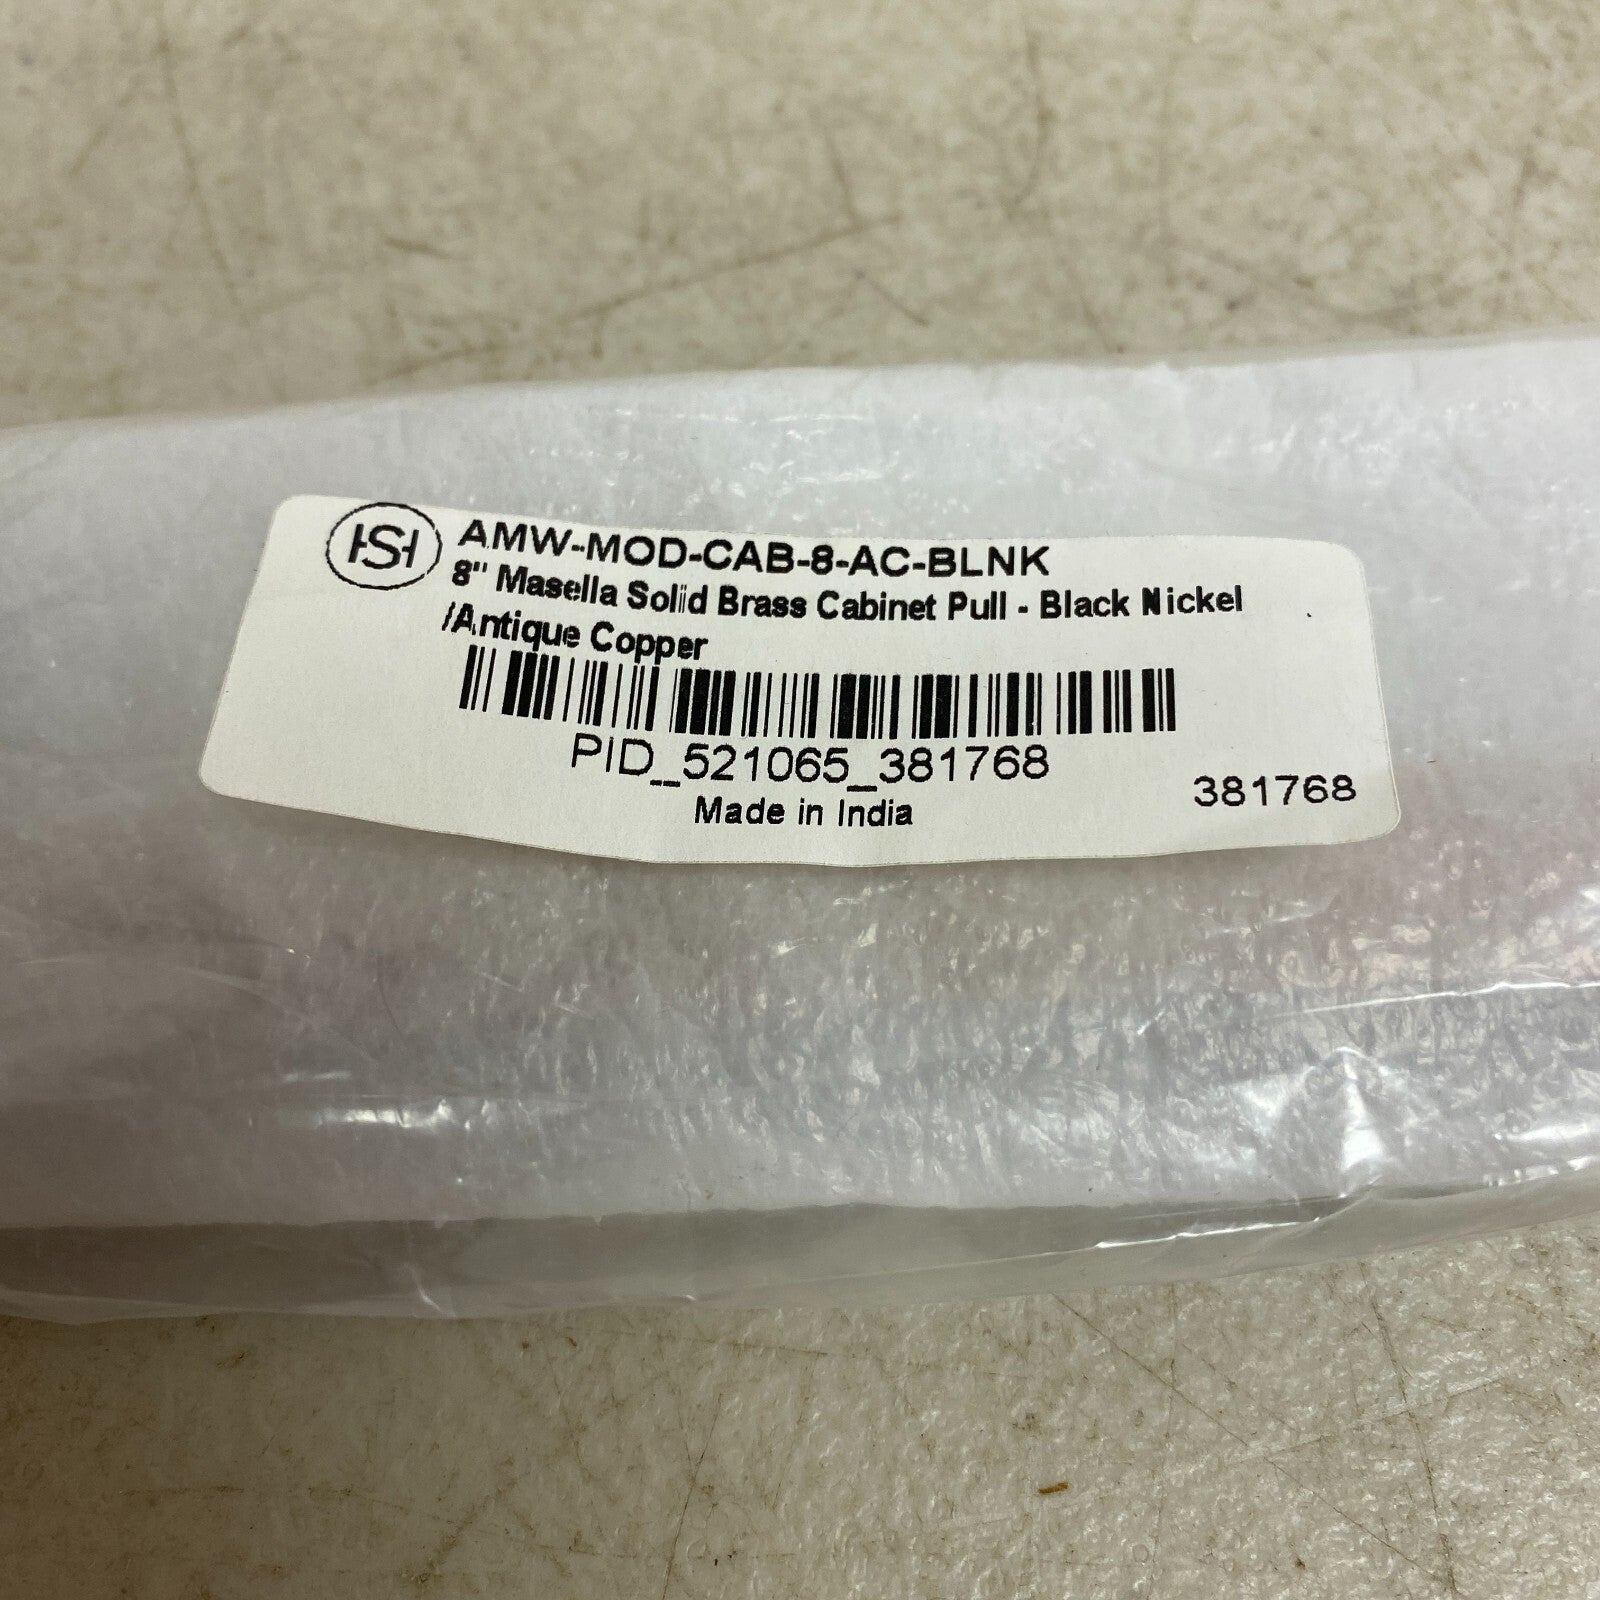 HSH AMW-MOD-CAB-8-AC-BLNK
8" Masella Solid Brass Cabinet Pull - Black Nickel
/Antique Copper
PID_521065_381768
Made in India
381768